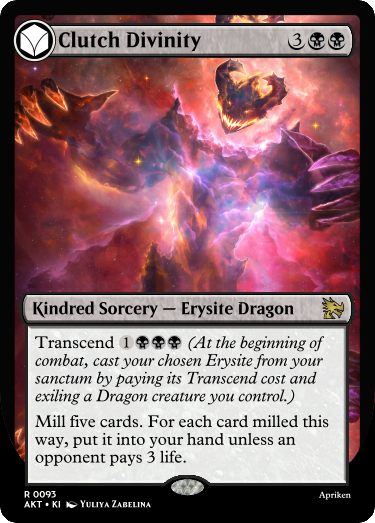 Clutch Divinity 3
Kindred Sorcery — Erysite Dragon
Transcend 1 (At the beginning of
combat, cast your chosen Erysite from your
sanctum by paying its Transcend cost and
exiling a Dragon creature you control.)
Mill five cards. For each card milled this
way, put it into your hand unless an
opponent pays 3 life.
R 0093
AKT • KI Yuliya Zabelina
Apriken